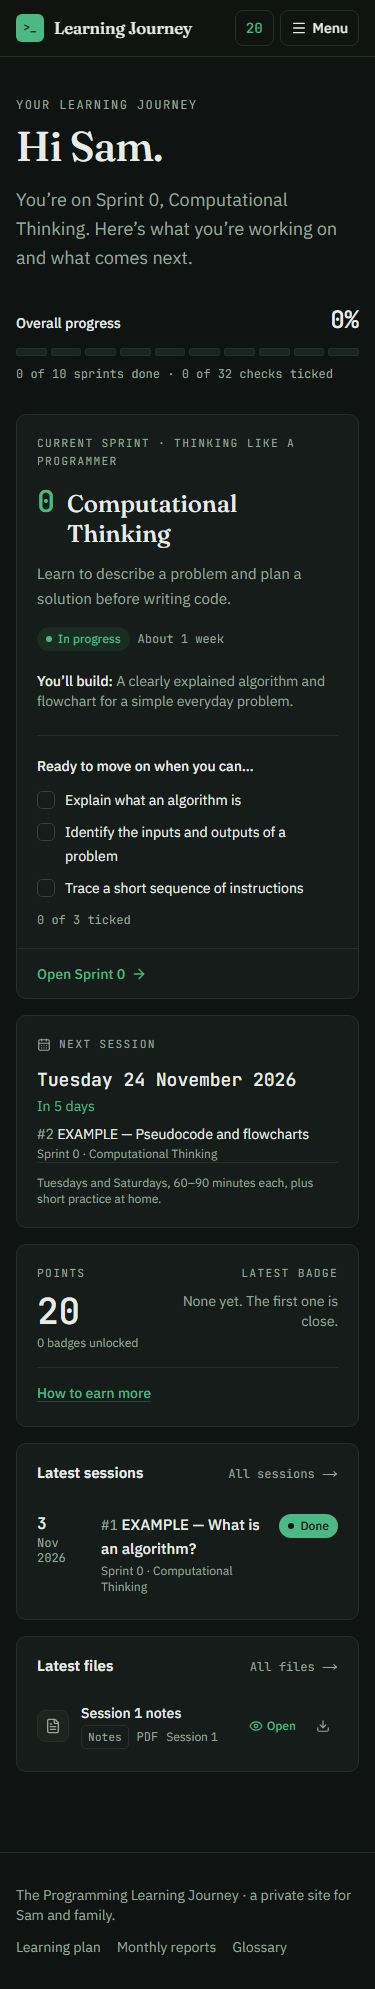 >_ Learning Journey 20 Menu
YOUR LEARNING JOURNEY
Hi Sam.
You’re on Sprint 0, Computational
Thinking. Here’s what you’re working on
and what comes next.
Overall progress 0%
0 of 10 sprints done · 0 of 32 checks ticked
CURRENT SPRINT · THINKING LIKE A
PROGRAMMER
0 Computational
Thinking
Learn to describe a problem and plan a
solution before writing code.
In progress About 1 week
You’ll build: A clearly explained algorithm and
flowchart for a simple everyday problem.
Ready to move on when you can…
Explain what an algorithm is
Identify the inputs and outputs of a
problem
Trace a short sequence of instructions
0 of 3 ticked
Open Sprint 0 →
NEXT SESSION
Tuesday 24 November 2026
In 5 days
#2 EXAMPLE — Pseudocode and flowcharts
Sprint 0 · Computational Thinking
Tuesdays and Saturdays, 60–90 minutes each, plus
short practice at home.
POINTS LATEST BADGE
20 None yet. The first one is
close.
0 badges unlocked
How to earn more
Latest sessions All sessions →
3 #1 EXAMPLE — What is Done
Nov an algorithm?
2026 Sprint 0 · Computational
Thinking
Latest files All files →
Session 1 notes
Notes PDF Session 1 Open
The Programming Learning Journey · a private site for
Sam and family.
Learning plan Monthly reports Glossary